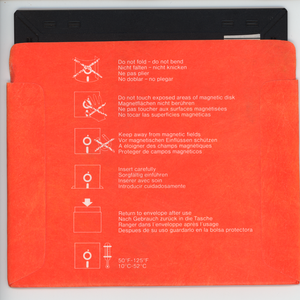 Do not fold - do not bend
Nicht falten - nicht knicken
Ne pas plier
No doblar - no plegar
Do not touch exposed areas of magnetic disk
Magnetflächen nicht berühren
Ne pas toucher aux surfaces magnétisées
No tocar las superficies magnéticas
Keep away from magnetic fields
Vor magnetischen Einflüssen schützen
A éloigner des champs magnétiques
Proteger de campos magnéticos
Insert carefully
Sorgfältig einführen
Insérer avec soin
Introducir cuidadosamente
Return to envelope after use
Nach Gebrauch zurück in die Tasche
Ranger dans l'enveloppe après l'usage
Despues de su uso guardarlo en la bolsa protectora
50°F-125°F
10°C-52°C